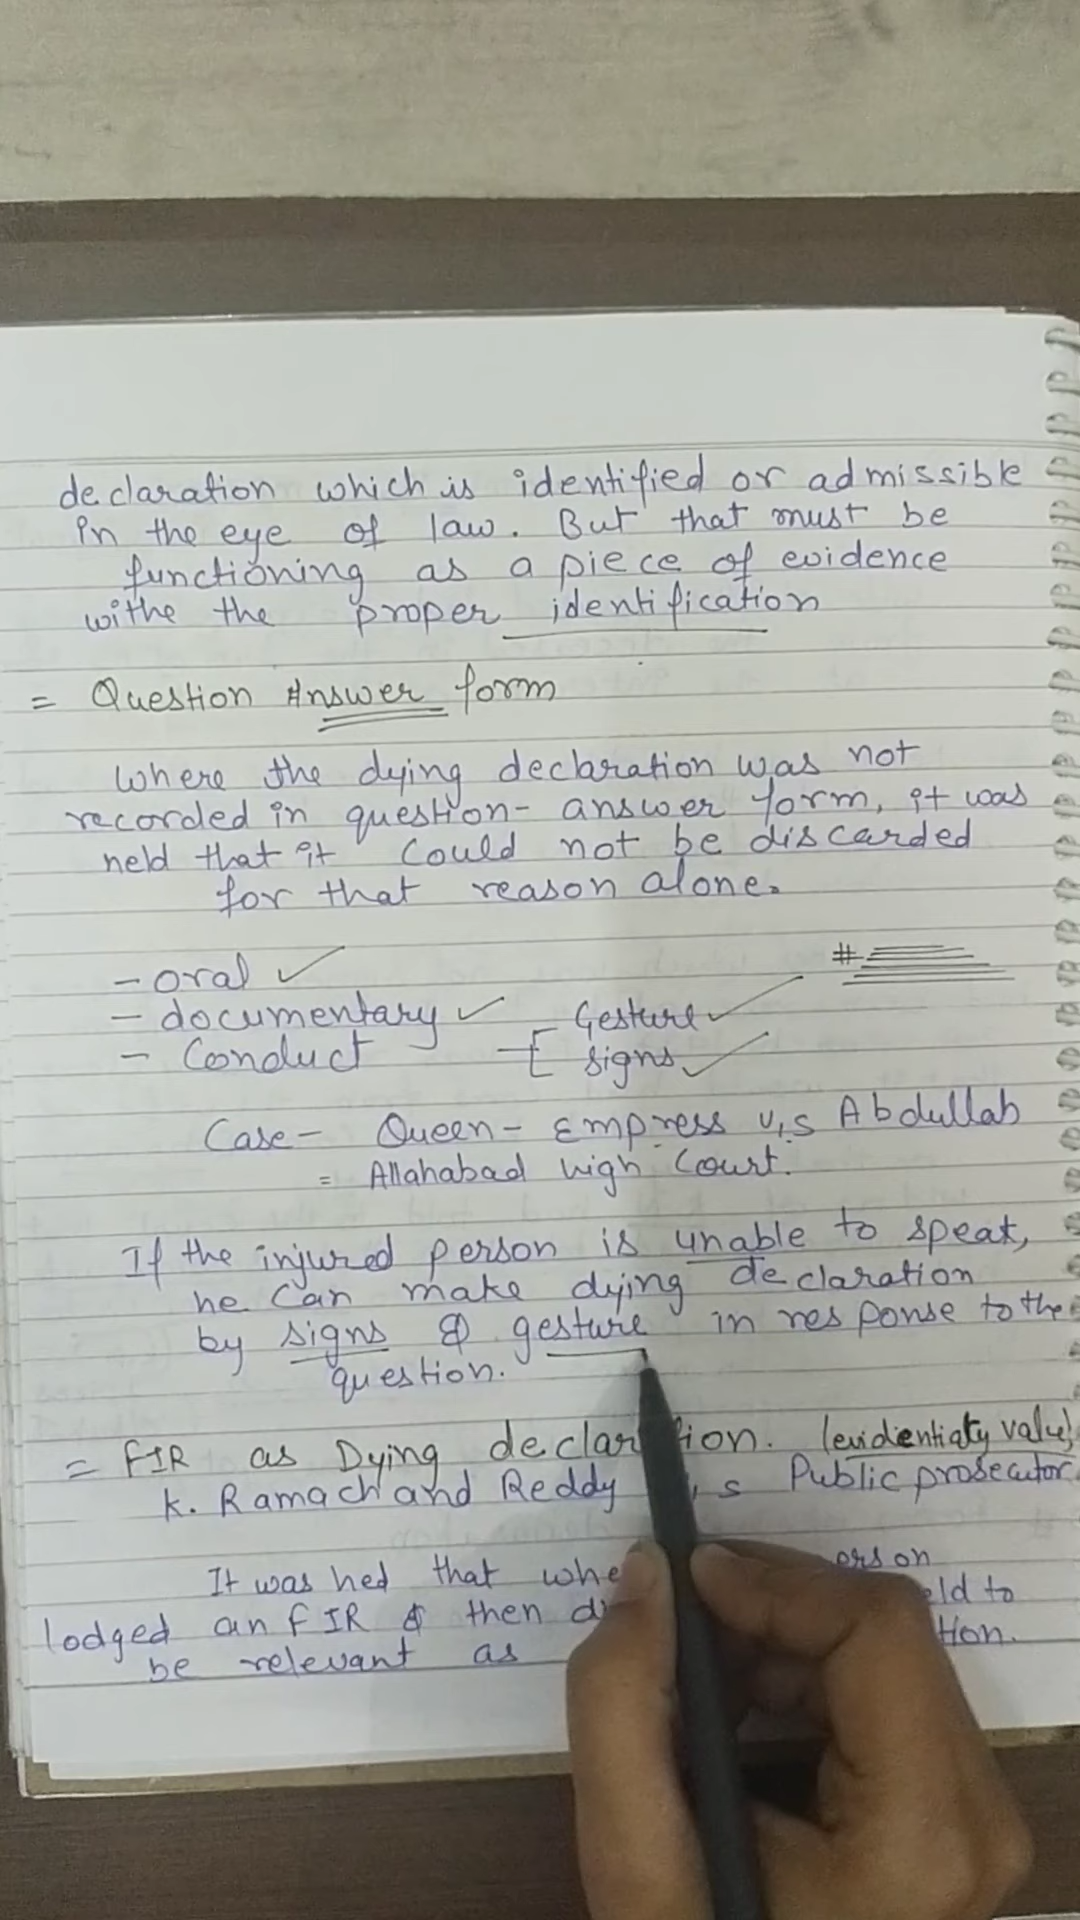 declaration which is identified or admissible
in the eye of law. But that must be
functioning as a piece of evidence
withe the proper identification
= Question Answer form
Where the dying declaration was not
recorded in question- answer form, it was
held that it could not be discarded
for that reason alone.
- oral ✓
#
- documentary ✓ Gesture ✓
- Conduct -[ signs ✓
Case - Queen - Empress v/s Abdullah
= Allahabad high Court.
If the injured person is unable to speak,
he can make dying declaration
by signs & gesture in response to the
question.
= FIR as Dying declaration. (evidentiaty value)
K. Ramachand Reddy Public prosecutor
It was hed that
lodged an FIR & then
be relevant as